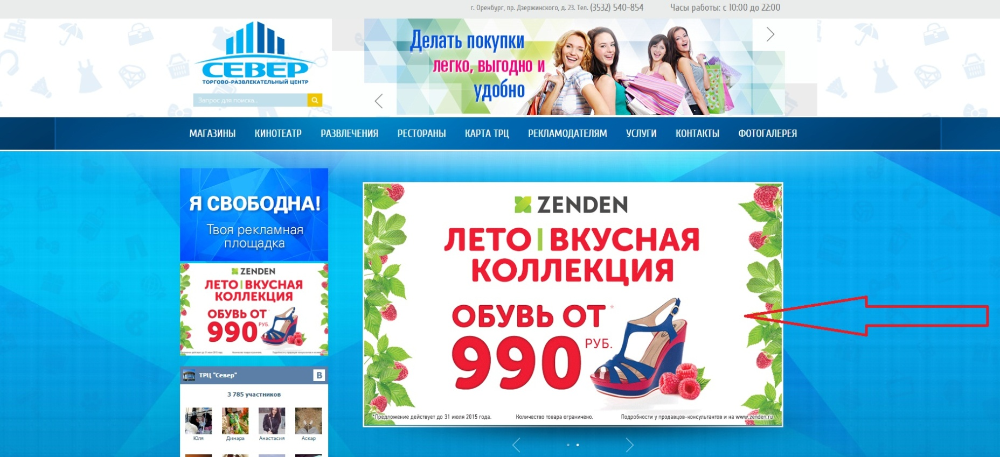 г. Оренбург, пр. Дзержинского, д. 23. Тел. (3532) 540-854
Часы работы: с 10:00 до 22:00
СЕВЕР
ТОРГОВО-РАЗВЛЕКАТЕЛЬНЫЙ ЦЕНТР
Запрос для поиска...
Делать покупки
легко, выгодно и
удобно
МАГАЗИНЫ КИНОТЕАТР РАЗВЛЕЧЕНИЯ РЕСТОРАНЫ КАРТА ТРЦ РЕКЛАМОДАТЕЛЯМ УСЛУГИ КОНТАКТЫ ФОТОГАЛЕРЕЯ
Я СВОБОДНА!
Твоя рекламная
площадка
ZENDEN
ЛЕТО | ВКУСНАЯ
КОЛЛЕКЦИЯ
ОБУВЬ ОТ*
990 РУБ.
Количество товара ограничено.
ТРЦ "Север"
В
3 785 участников
Юля Динара Анастасия Аскар
ZENDEN
ЛЕТО | ВКУСНАЯ
КОЛЛЕКЦИЯ
ОБУВЬ ОТ*
990 РУБ.
*Предложение действует до 31 июля 2015 года. Количество товара ограничено. Подробности у продавцов-консультантов и на www.zenden.ru